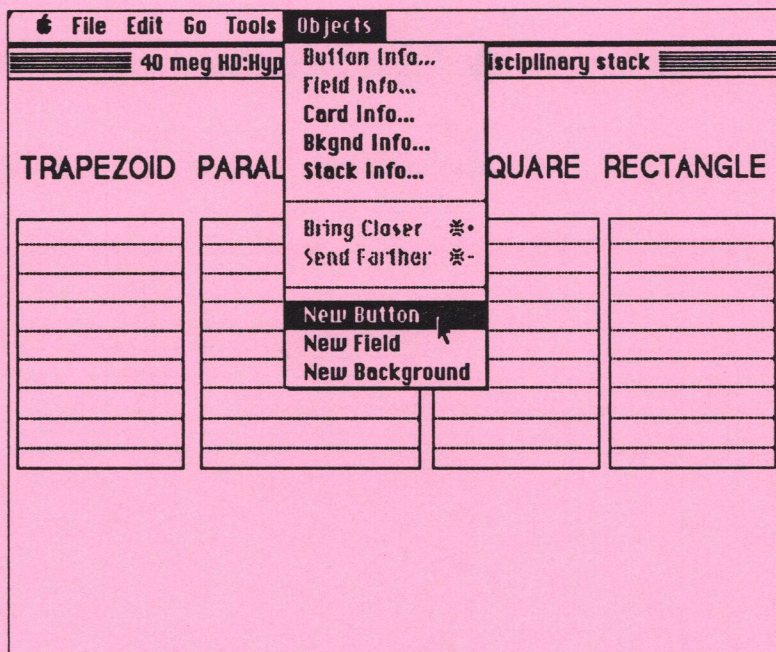 File Edit Go Tools Objects
40 meg HD:Hyp isciplinary stack
Button Info...
Field Info...
Card Info...
Bkgnd Info...
Stack Info...
TRAPEZOID PARAL QUARE RECTANGLE
Bring Closer ⌘+
Send Farther ⌘-
New Button
New Field
New Background